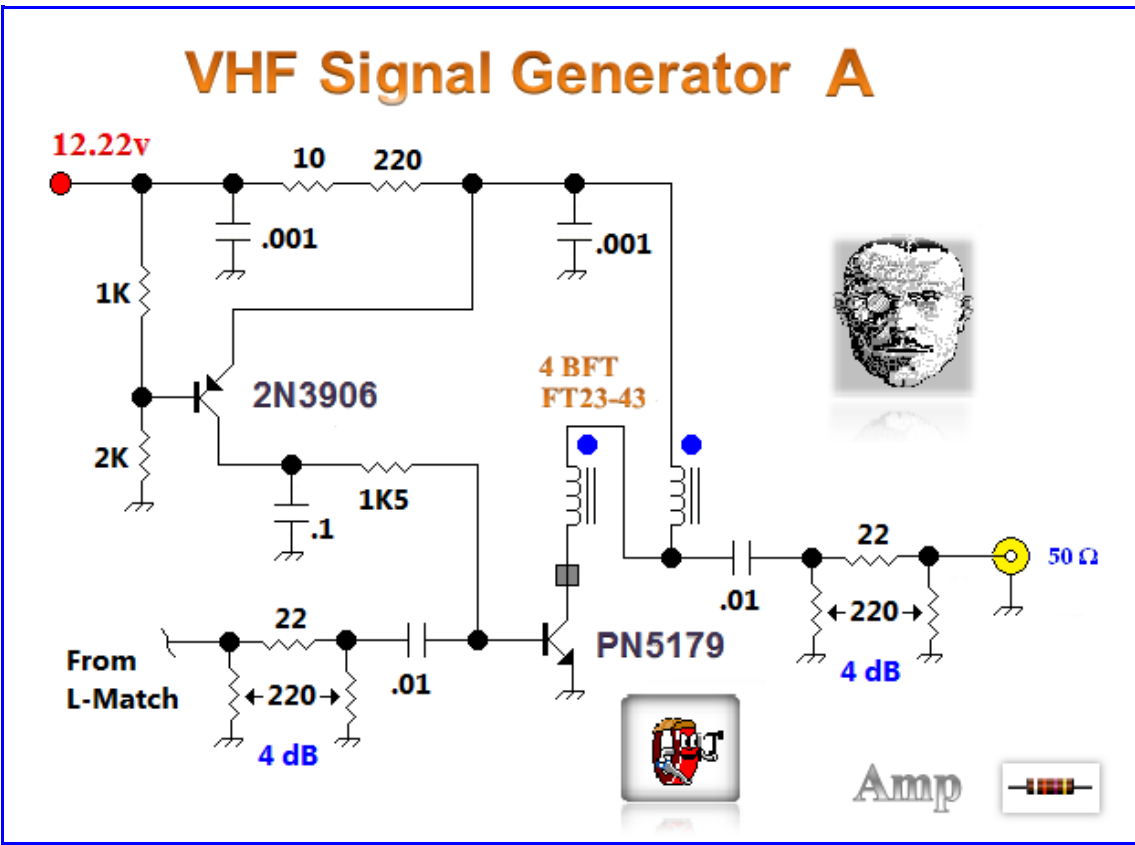 VHF Signal Generator A
12.22v
10
220
.001
.001
1K
4 BFT
FT23-43
2N3906
2K
1K5
.1
22
50 Ω
.01
220
4 dB
22
PN5179
From
L-Match
.01
220
4 dB
Amp